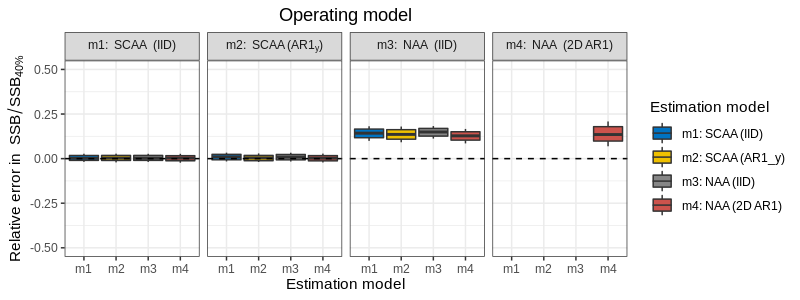 Operating model
m1: SCAA (IID)
m2: SCAA (AR1y)
m3: NAA (IID)
m4: NAA (2D AR1)
Relative error in SSB/SSB40%
0.50
0.25
0.00
-0.25
-0.50
m1 m2 m3 m4
m1 m2 m3 m4
m1 m2 m3 m4
m1 m2 m3 m4
Estimation model
Estimation model
m1: SCAA (IID)
m2: SCAA (AR1_y)
m3: NAA (IID)
m4: NAA (2D AR1)